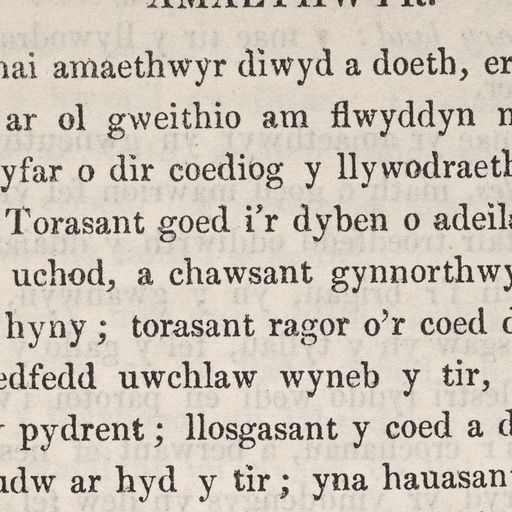 AMAETHWYR.
nai amaethwyr diwyd a doeth, er
ar ol gweithio am flwyddyn
yfar o dir coediog y llywodraeth
Torasant goed i'r dyben o adeila
uchod, a chawsant gynnorthwy
hyny; torasant ragor o'r coed d
edfedd uwchlaw wyneb y tir,
pydrent; llosgasant y coed a d
udw ar hyd y tir; yna hauasan